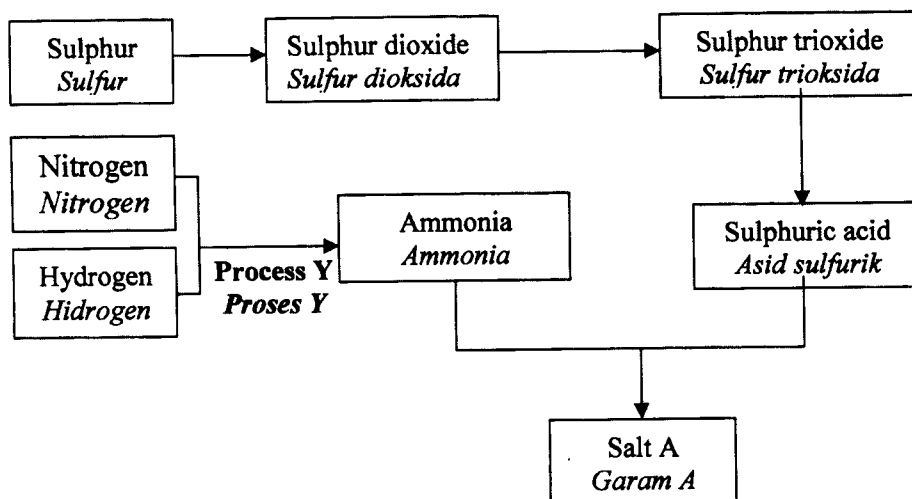 Sulphur
Sulfur
Sulphur dioxide
Sulfur dioksida
Sulphur trioxide
Sulfur trioksida
Nitrogen
Nitrogen
Hydrogen
Hidrogen
Process Y
Proses Y
Ammonia
Ammonia
Sulphuric acid
Asid sulfurik
Salt A
Garam A